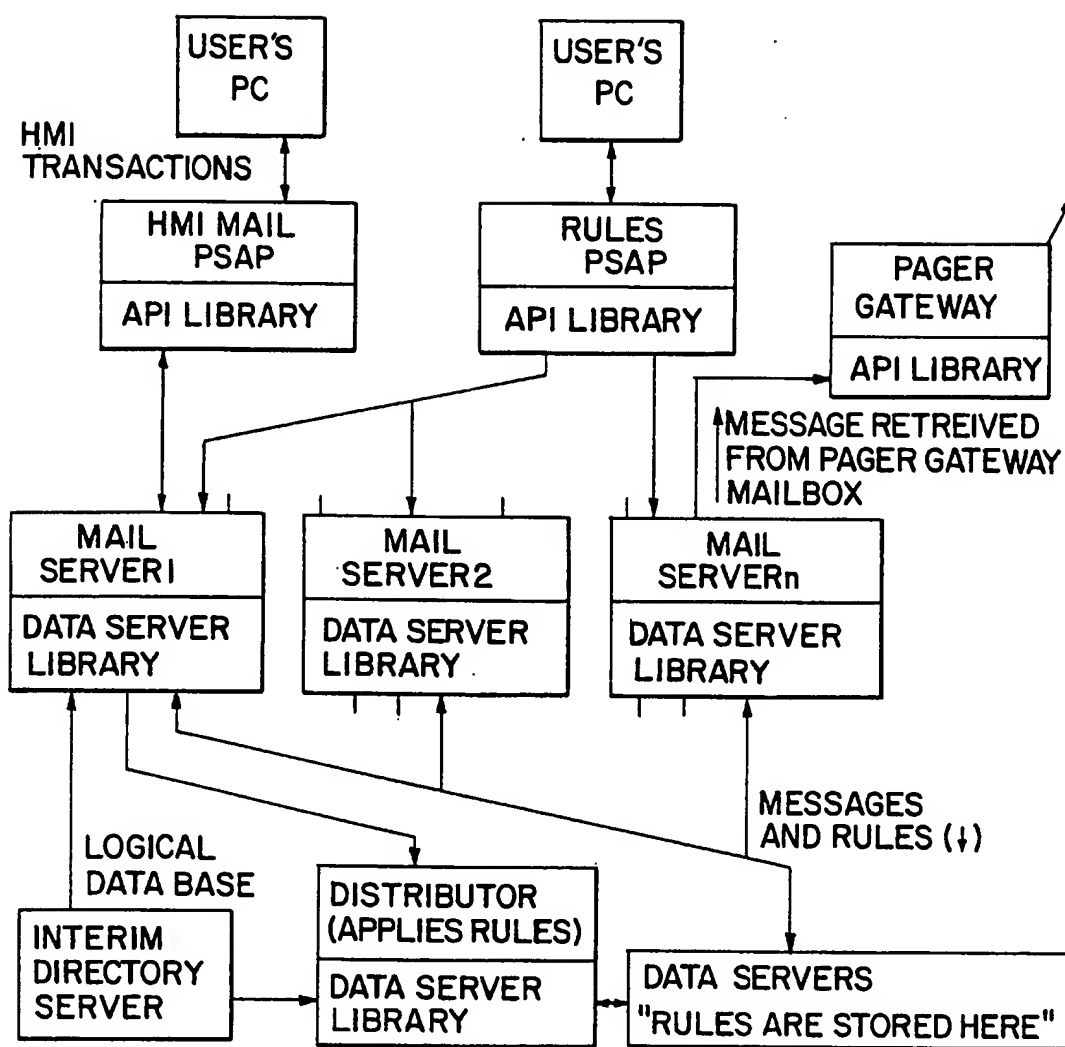 USER'S
PC
USER'S
PC
HMI
TRANSACTIONS
HMI MAIL
PSAP
API LIBRARY
RULES
PSAP
API LIBRARY
PAGER
GATEWAY
API LIBRARY
MESSAGE RETREIVED
FROM PAGER GATEWAY
MAILBOX
MAIL
SERVER1
DATA SERVER
LIBRARY
MAIL
SERVER2
DATA SERVER
LIBRARY
MAIL
SERVERn
DATA SERVER
LIBRARY
LOGICAL
DATA BASE
MESSAGES
AND RULES (↓)
INTERIM
DIRECTORY
SERVER
DISTRIBUTOR
(APPLIES RULES)
DATA SERVER
LIBRARY
DATA SERVERS
"RULES ARE STORED HERE"